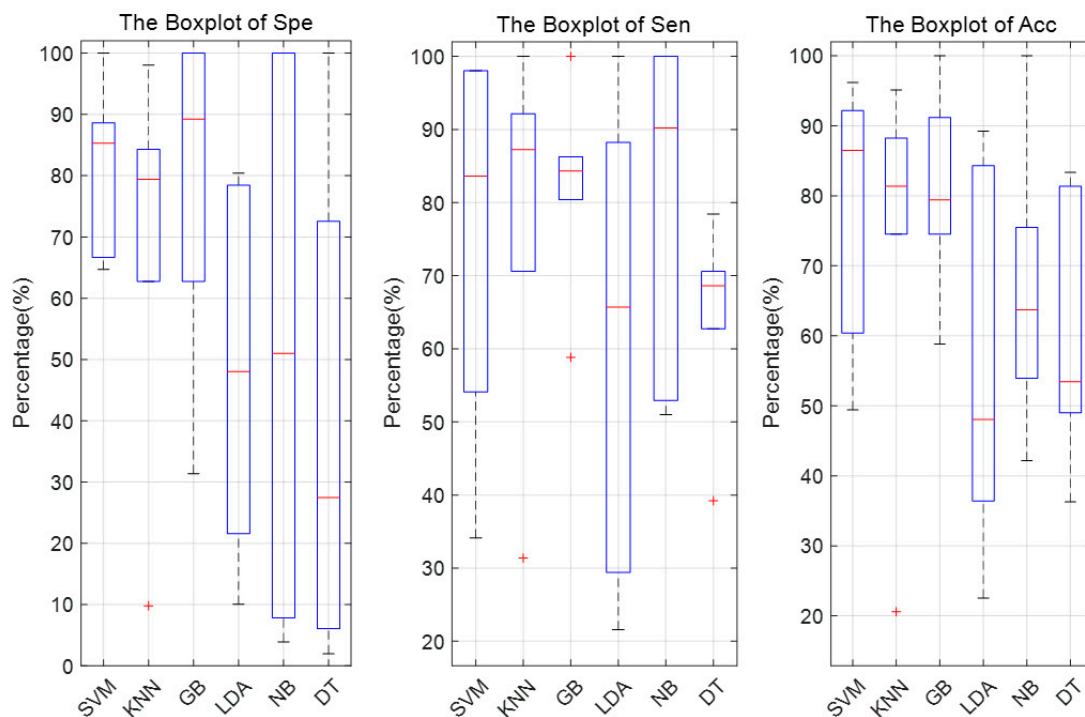 The Boxplot of Spe
Percentage(%)
100
90
80
70
60
50
40
30
20
10
0
SVM
KNN
GB
LDA
NB
DT
The Boxplot of Sen
Percentage(%)
100
90
80
70
60
50
40
30
20
SVM
KNN
GB
LDA
NB
DT
The Boxplot of Acc
Percentage(%)
100
90
80
70
60
50
40
30
20
SVM
KNN
GB
LDA
NB
DT